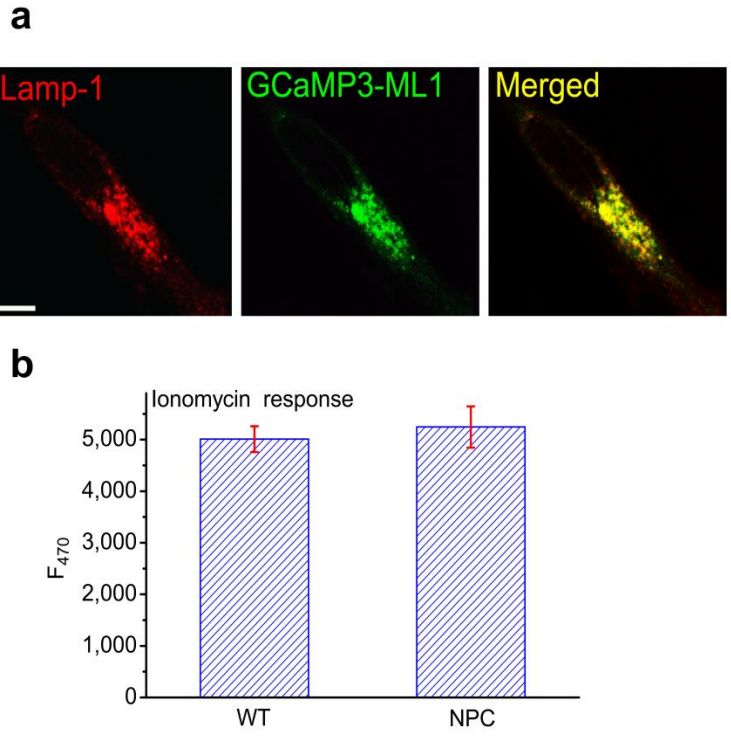 a
Lamp-1 GCaMP3-ML1 Merged
b
Ionomycin response
5,000
4,000
3,000
2,000
1,000
0
F470
WT NPC